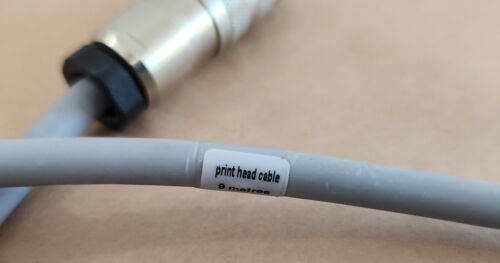 print head cable
9 metres